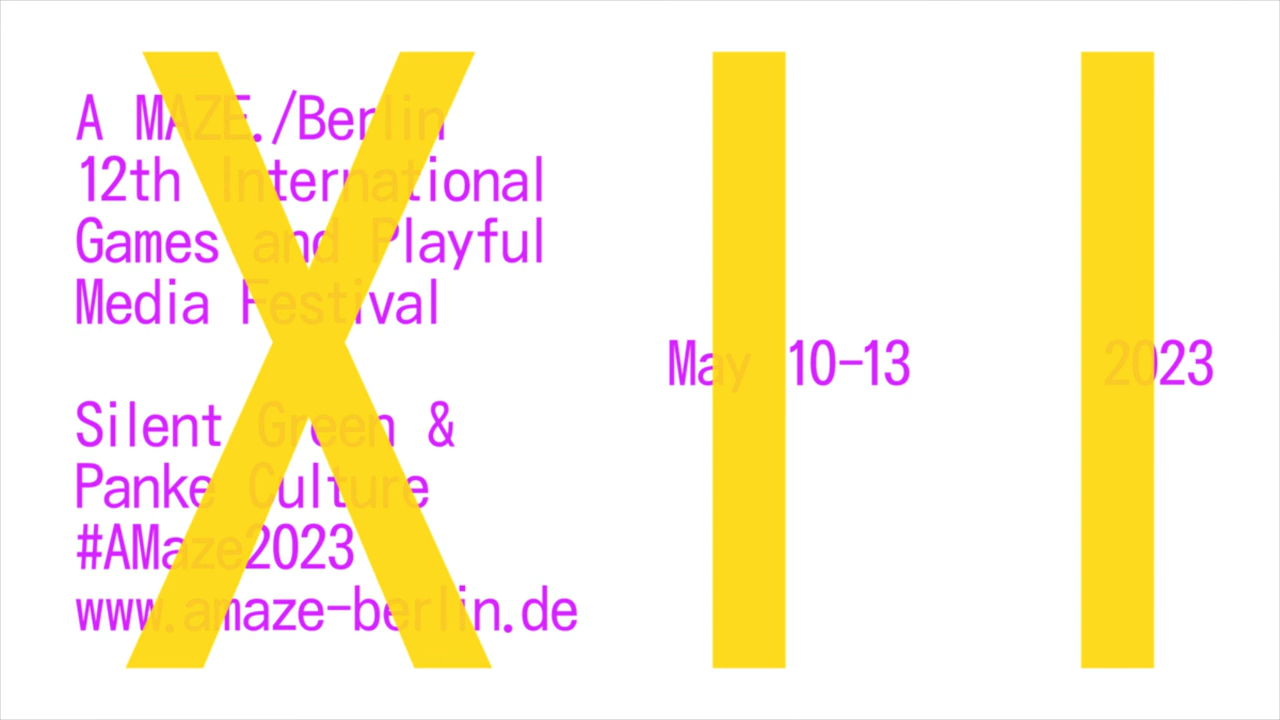 A MAZE./Berlin
12th International
Games and Playful
Media Festival
May 10-13 2023
Silent Green &
Panke Culture
#AMaze2023
www.amaze-berlin.de
XII